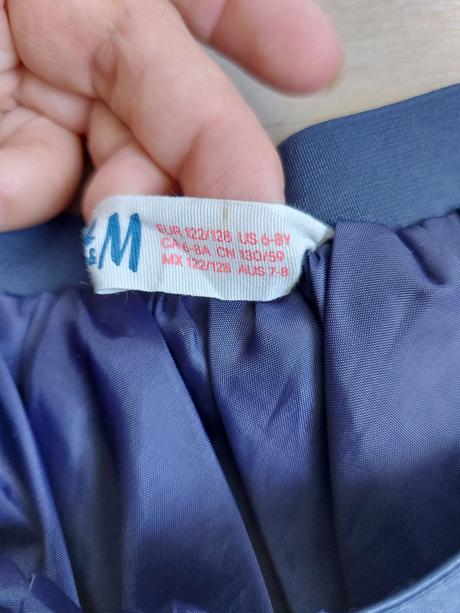 M
EUR 122/128 US 6-8Y
CA 6-8A CN 130/59
MX 122/128 AUS 7-8